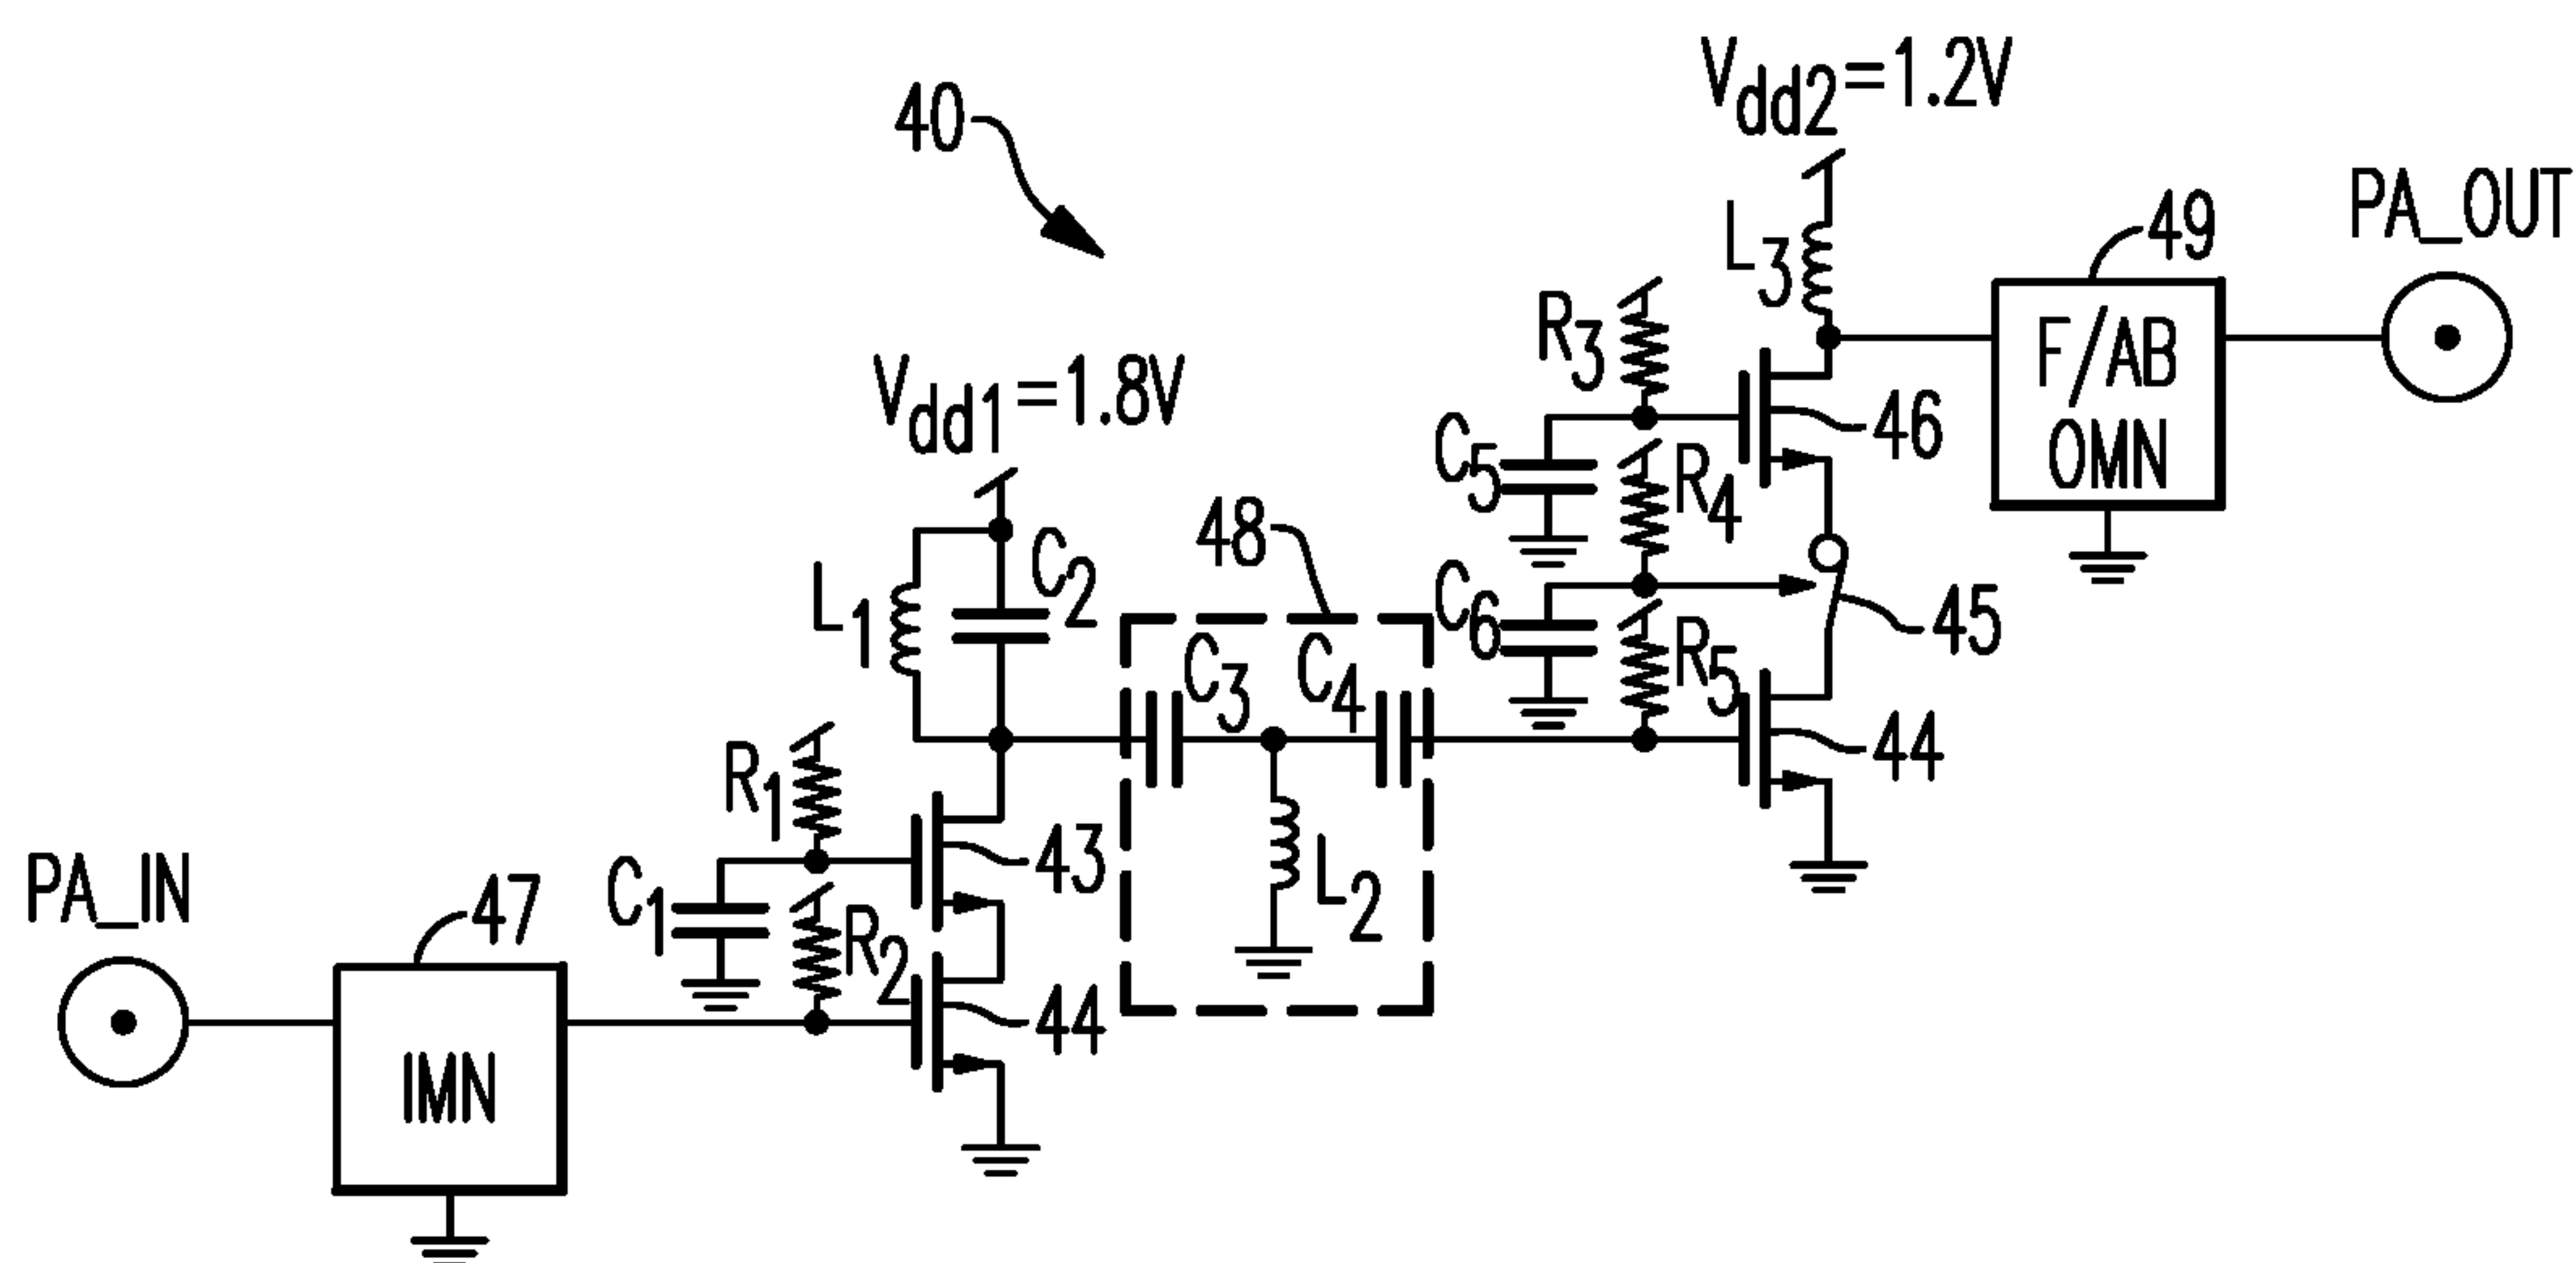 40
Vdd2=1.2V
PA_OUT
49
L3
R3
F/AB
OMN
46
Vdd1=1.8V
C5
R4
48
C2
L1
C6
R5
45
C3
C4
44
R1
43
L2
PA_IN
47
C1
R2
44
IMN